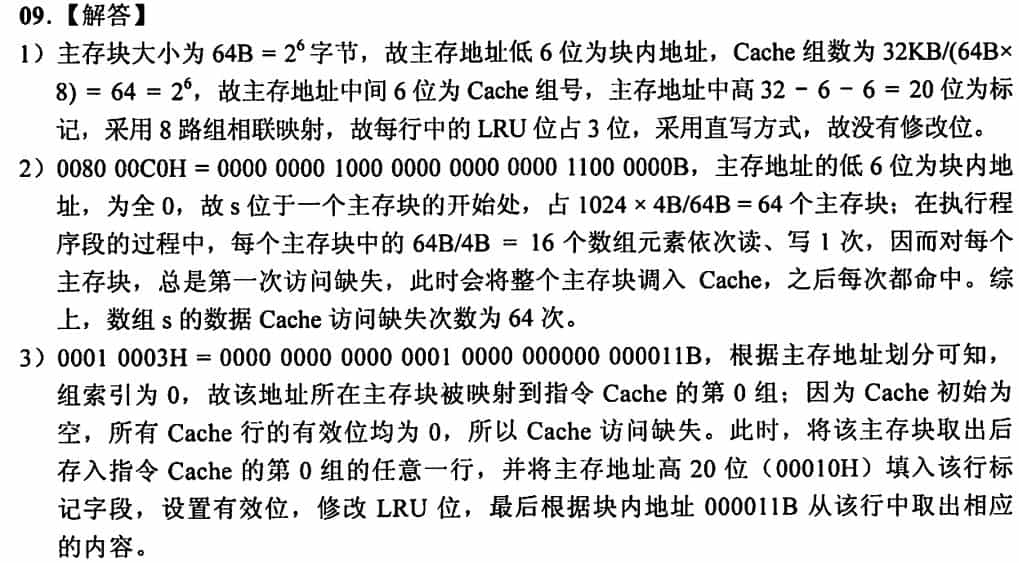 09.【解答】
1）主存块大小为 64B = 2⁶字节，故主存地址低 6 位为块内地址，Cache 组数为 32KB/(64B×
8) = 64 = 2⁶，故主存地址中间 6 位为 Cache 组号，主存地址中高 32 − 6 − 6 = 20 位为标
记，采用 8 路组相联映射，故每行中的 LRU 位占 3 位，采用直写方式，故没有修改位。
2）0080 00C0H = 0000 0000 1000 0000 0000 0000 1100 0000B，主存地址的低 6 位为块内地
址，为全 0，故 s 位于一个主存块的开始处，占 1024 × 4B/64B = 64 个主存块；在执行程
序段的过程中，每个主存块中的 64B/4B = 16 个数组元素依次读、写 1 次，因而对每个
主存块，总是第一次访问缺失，此时会将整个主存块调入 Cache，之后每次都命中。综
上，数组 s 的数据 Cache 访问缺失次数为 64 次。
3）0001 0003H = 0000 0000 0000 0001 0000 000000 000011B，根据主存地址划分可知，
组索引为 0，故该地址所在主存块被映射到指令 Cache 的第 0 组；因为 Cache 初始为
空，所有 Cache 行的有效位均为 0，所以 Cache 访问缺失。此时，将该主存块取出后
存入指令 Cache 的第 0 组的任意一行，并将主存地址高 20 位（00010H）填入该行标
记字段，设置有效位，修改 LRU 位，最后根据块内地址 000011B 从该行中取出相应
的内容。